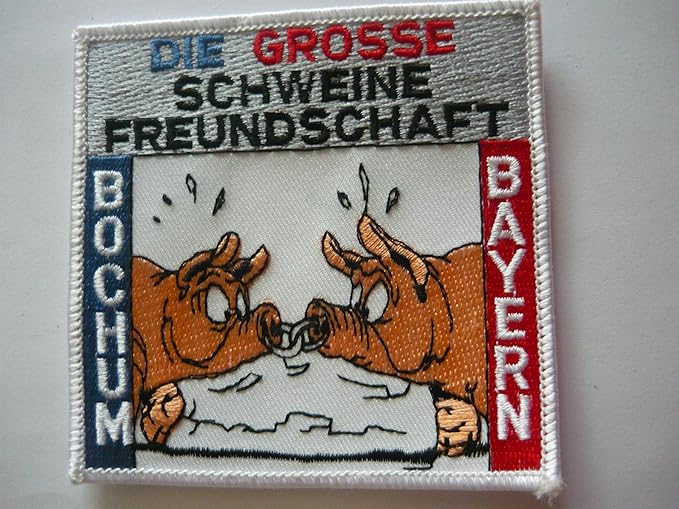 DIE GROSSE
SCHWEINE
FREUNDSCHAFT
BOCHUM
BAYERN